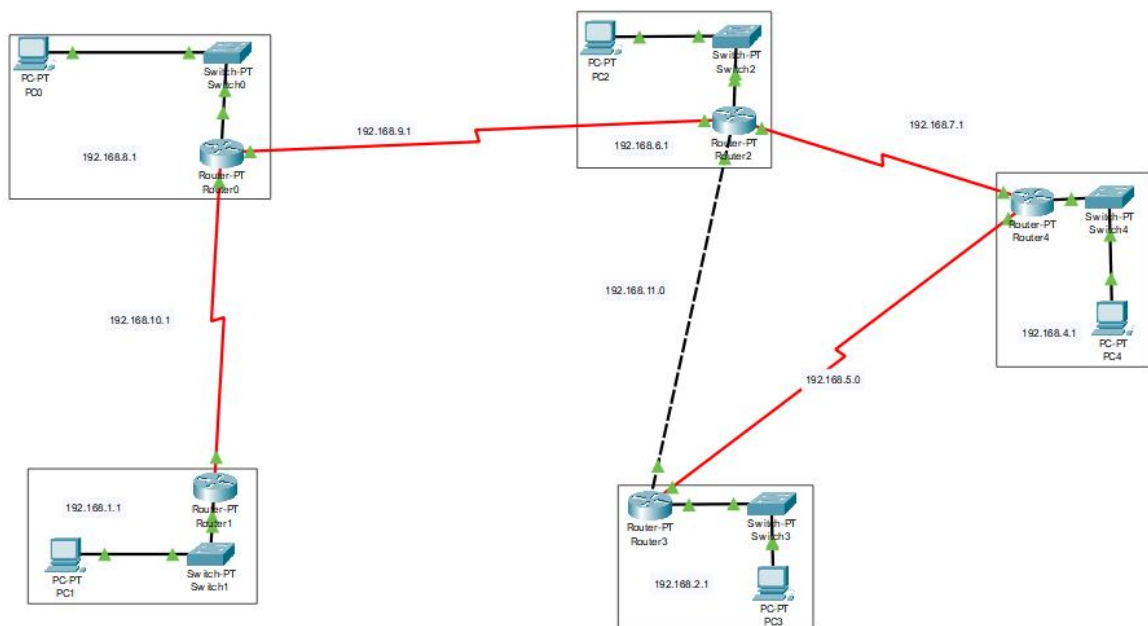 PC-PT
PC0
Switch-PT
Switch0
192.168.8.1
Router-PT
Router0
192.168.9.1
PC-PT
PC2
Switch-PT
Switch2
192.168.6.1
Router-PT
Router2
192.168.7.1
Router-PT
Router4
Switch-PT
Switch4
192.168.4.1
PC-PT
PC4
192.168.11.0
192.168.10.1
192.168.5.0
192.168.1.1
Router-PT
Router1
PC-PT
PC1
Switch-PT
Switch1
Router-PT
Router3
Switch-PT
Switch3
192.168.2.1
PC-PT
PC3